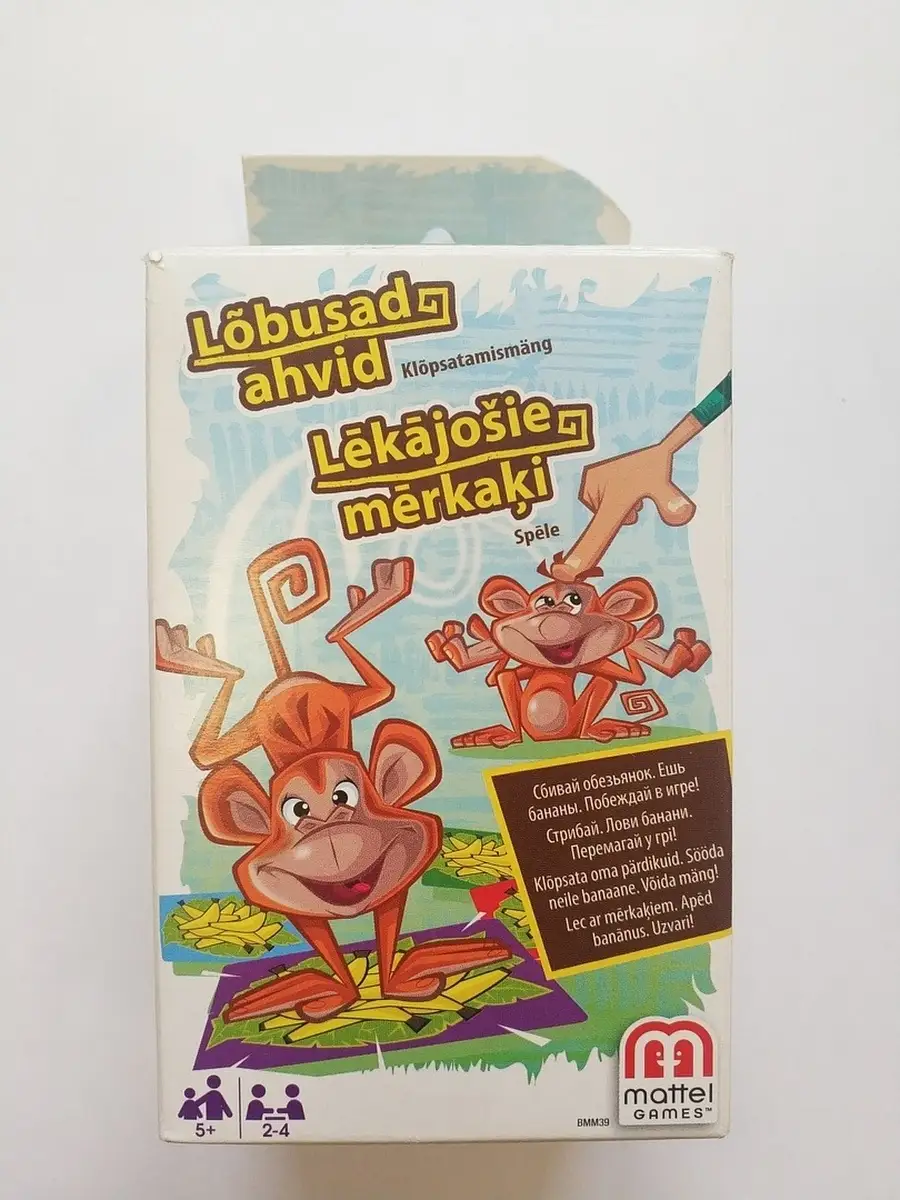 Lõbusad
ahvid
Klõpsatamismäng
Lēkājošie
mērkaķi
Spēle
Сбивай обезьянок. Ешь
бананы. Побеждай в игре!
Стрибай. Лови банани.
Перемагай у грі!
Klõpsata oma pärdikuid. Sööda
neile banaane. Võida mäng!
Lec ar mērkaķiem. Apēd
banānus. Uzvari!
5+
2-4
BMM39
mattel
GAMES™